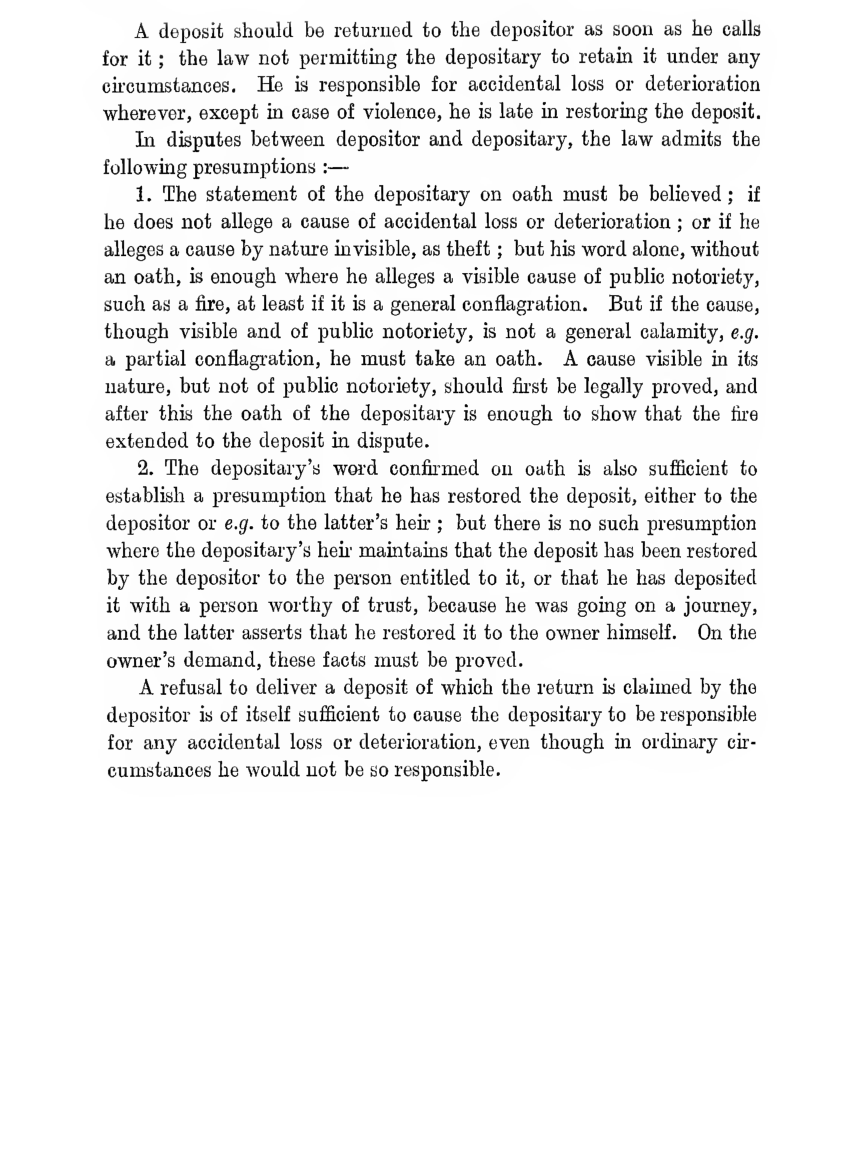 A deposit should be returned to the depositor as soon as he calls
for it ; the law not permitting the depositary to retain it under any
circumstances. He is responsible for accidental loss or deterioration
wherever, except in case of violence, he is late in restoring the deposit.
In disputes between depositor and depositary, the law admits the
following presumptions :—
1. The statement of the depositary on oath must be believed ; if
he does not allege a cause of accidental loss or deterioration ; or if he
alleges a cause by nature invisible, as theft ; but his word alone, without
an oath, is enough where he alleges a visible cause of public notoriety,
such as a fire, at least if it is a general conflagration. But if the cause,
though visible and of public notoriety, is not a general calamity, e.g.
a partial conflagration, he must take an oath. A cause visible in its
nature, but not of public notoriety, should first be legally proved, and
after this the oath of the depositary is enough to show that the fire
extended to the deposit in dispute.
2. The depositary's word confirmed on oath is also sufficient to
establish a presumption that he has restored the deposit, either to the
depositor or e.g. to the latter's heir ; but there is no such presumption
where the depositary's heir maintains that the deposit has been restored
by the depositor to the person entitled to it, or that he has deposited
it with a person worthy of trust, because he was going on a journey,
and the latter asserts that he restored it to the owner himself. On the
owner's demand, these facts must be proved.
A refusal to deliver a deposit of which the return is claimed by the
depositor is of itself sufficient to cause the depositary to be responsible
for any accidental loss or deterioration, even though in ordinary cir-
cumstances he would not be so responsible.